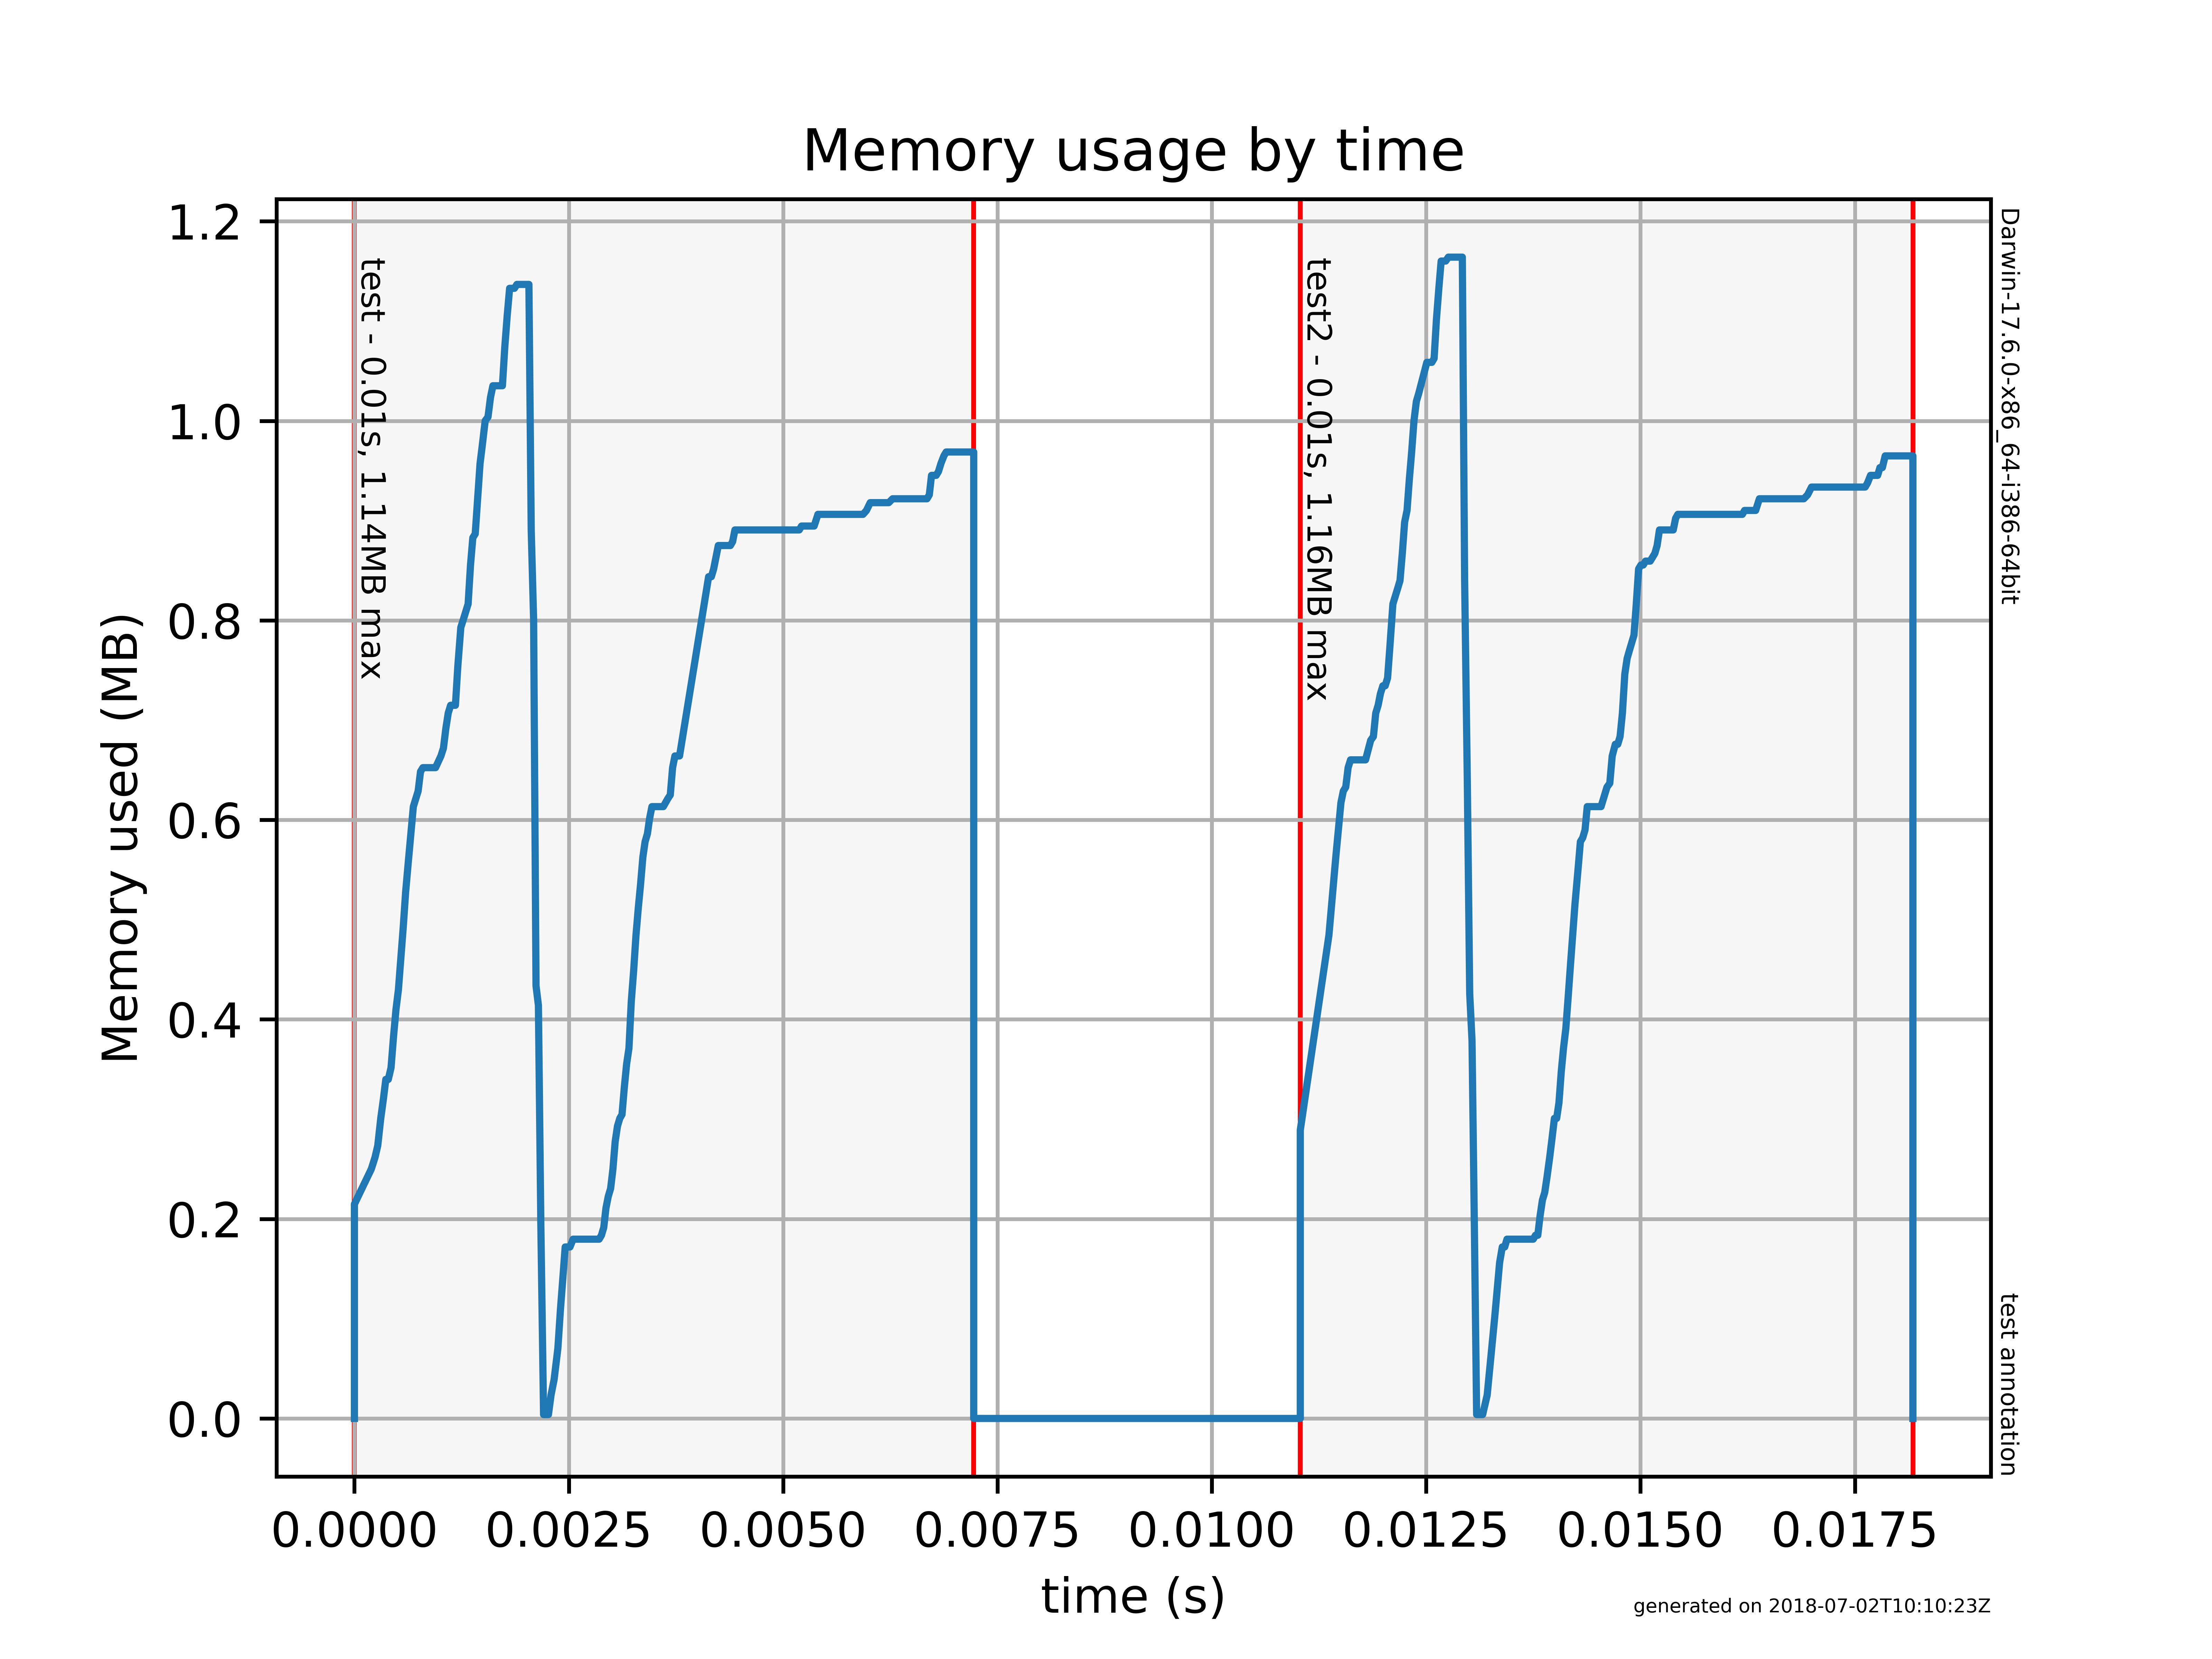 Memory usage by time
1.2
1.0
0.8
0.6
0.4
0.2
0.0
Memory used (MB)
test - 0.01s, 1.14MB max
test2 - 0.01s, 1.16MB max
Darwin-17.6.0-x86_64-i386-64bit
test annotation
0.0000 0.0025 0.0050 0.0075 0.0100 0.0125 0.0150 0.0175
time (s)
generated on 2018-07-02T10:10:23Z